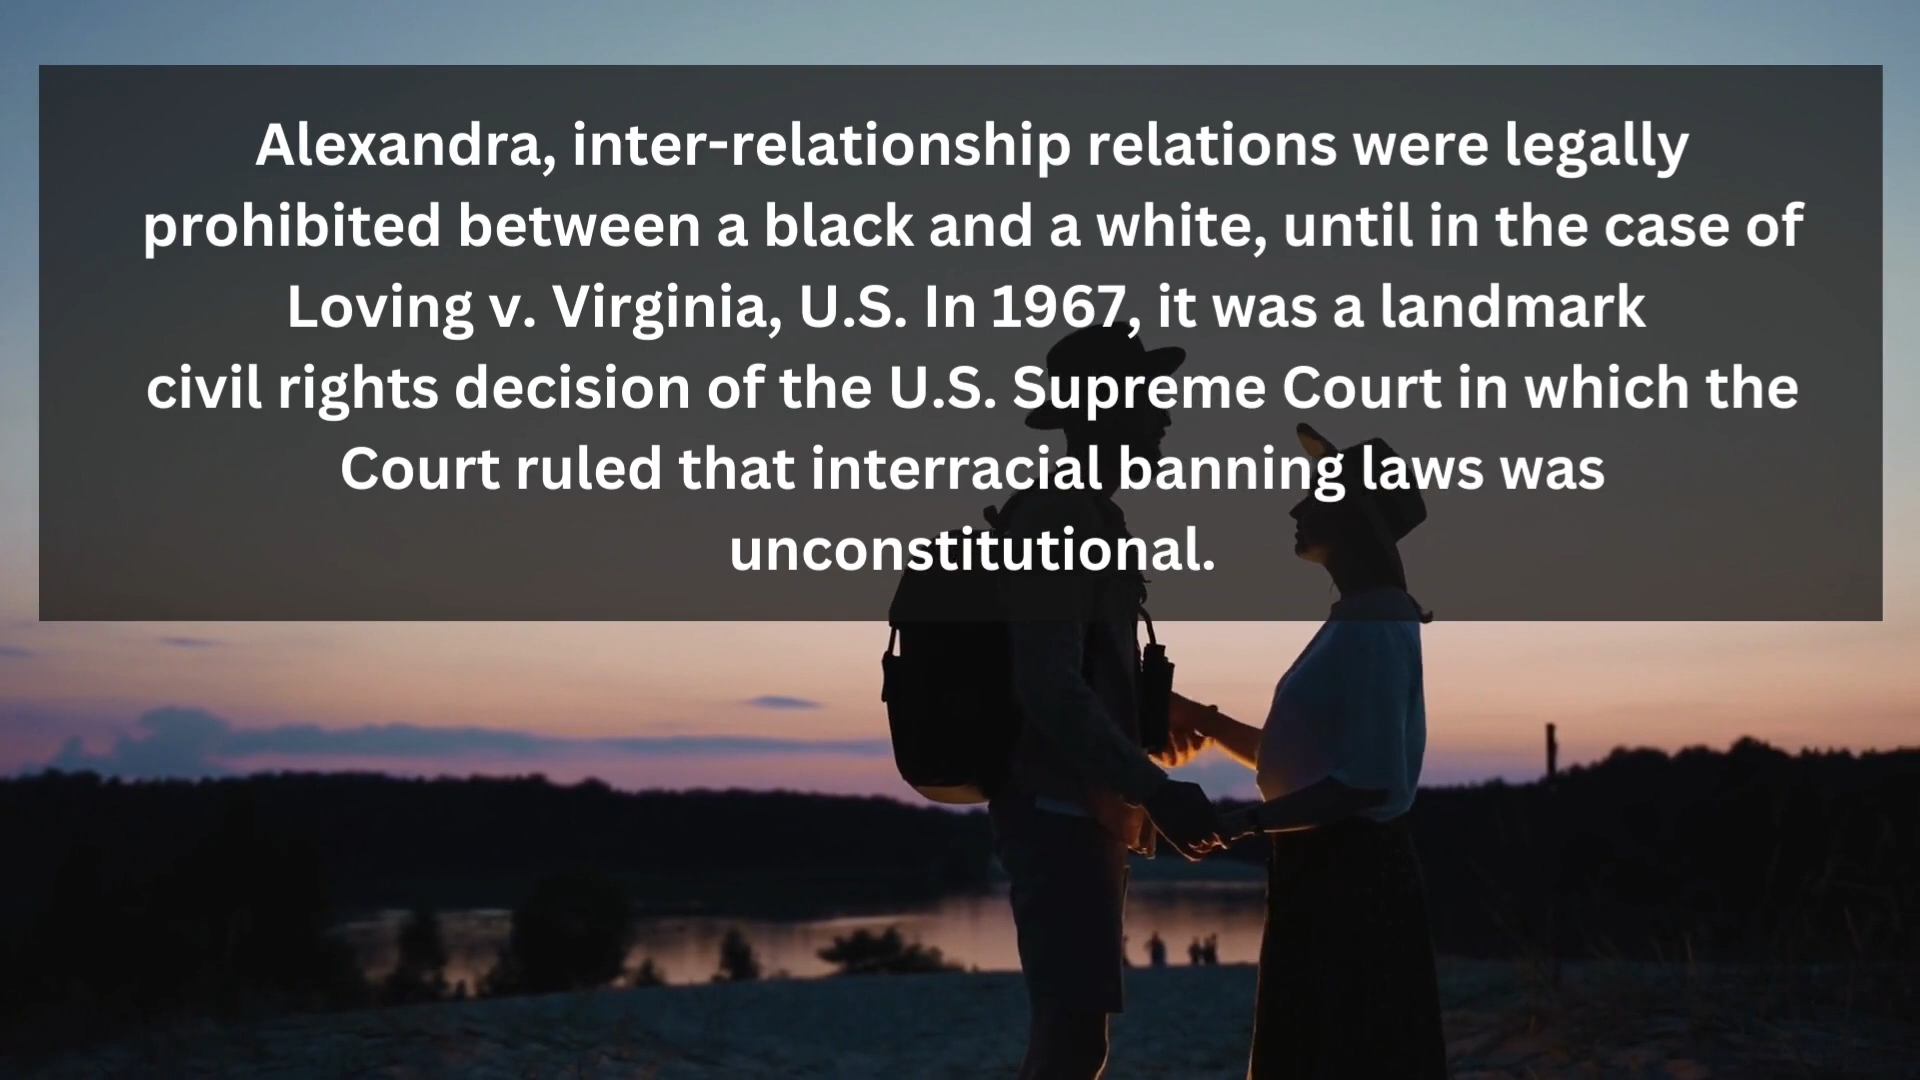 Alexandra, inter-relationship relations were legally
prohibited between a black and a white, until in the case of
Loving v. Virginia, U.S. In 1967, it was a landmark
civil rights decision of the U.S. Supreme Court in which the
Court ruled that interracial banning laws was
unconstitutional.